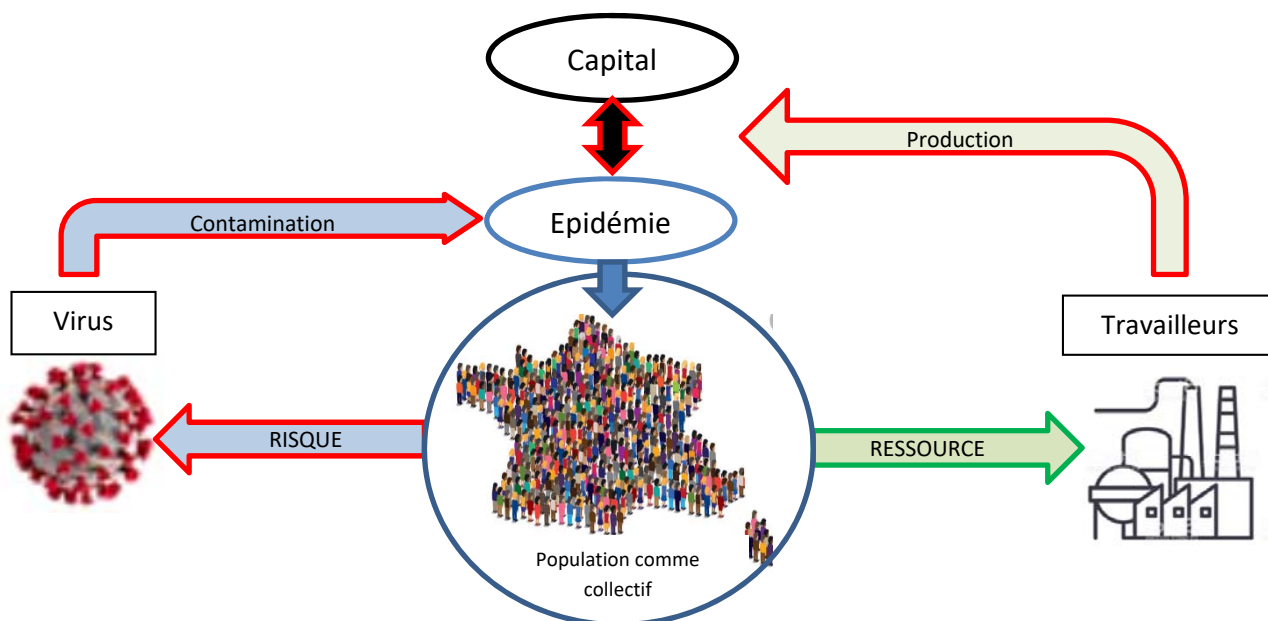 Capital
Production
Contamination
Epidémie
Virus
Travailleurs
RISQUE
RESSOURCE
Population comme
collectif